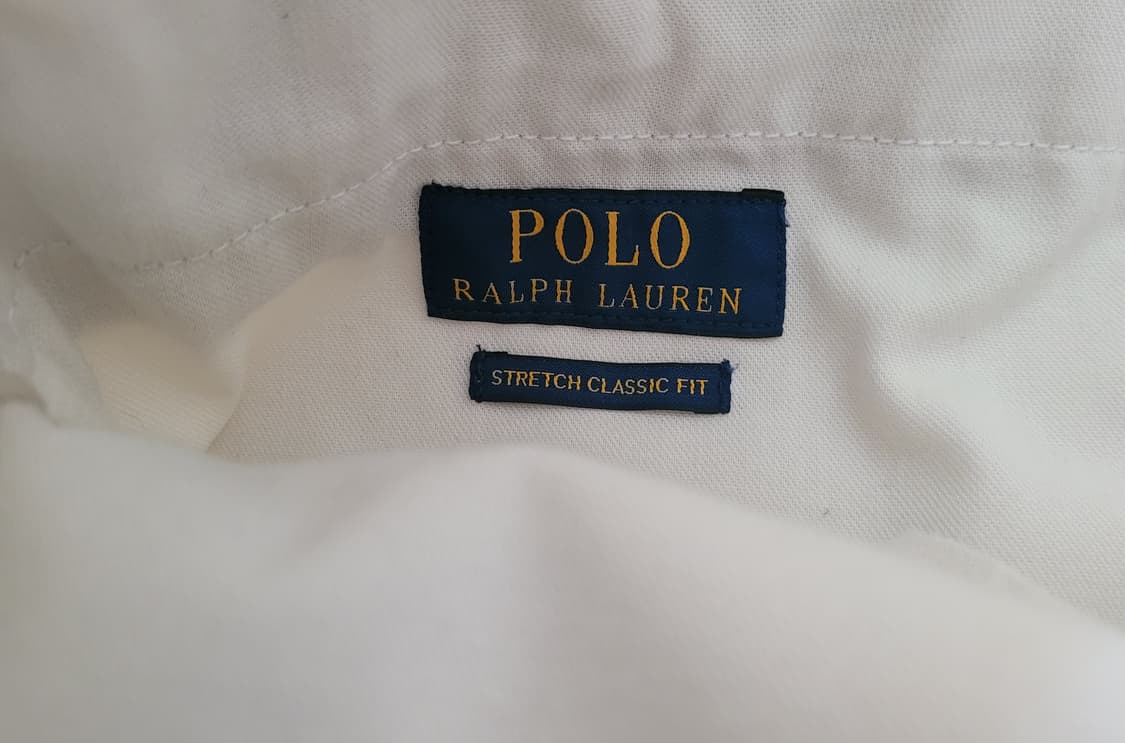 POLO
RALPH LAUREN
STRETCH CLASSIC FIT